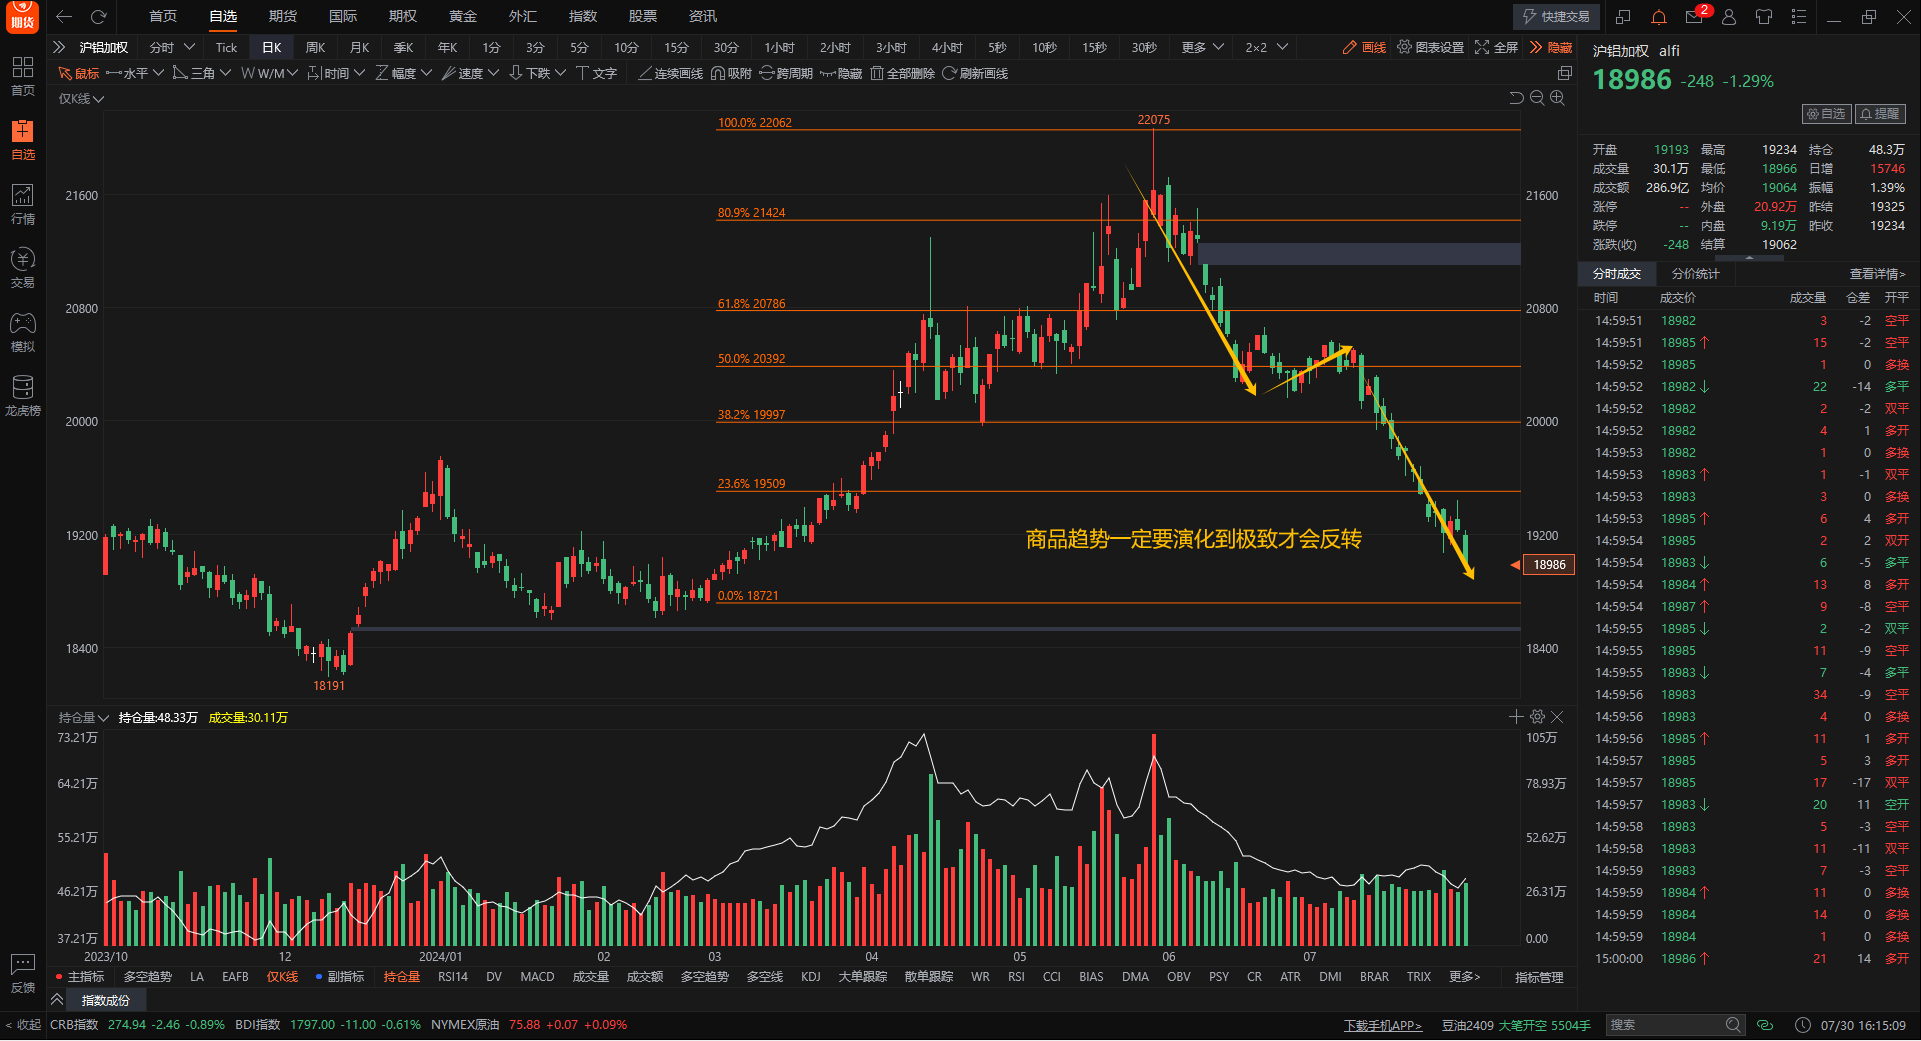 期货
首页 自选 期货 国际 期权 黄金 外汇 指数 股票 资讯 快捷交易 2
沪铝加权 分时 Tick 日K 周K 月K 季K 年K 1分 3分 5分 10分 15分 30分 1小时 2小时 3小时 4小时 5秒 10秒 15秒 30秒 更多 2×2 画线 图表设置 全屏 隐藏
鼠标 水平 三角 W/M 时间 幅度 速度 下跌 文字 连续画线 吸附 跨周期 隐藏 全部删除 刷新画线
首页
自选
行情
交易
模拟
龙虎榜
反馈
仅K线
100.0% 22062
22075
21600 80.9% 21424 21600
20800 61.8% 20786 20800
50.0% 20392
20000 38.2% 19997 20000
23.6% 19509
19200 商品趋势一定要演化到极致才会反转 19200
18986
0.0% 18721
18400 18400
18191
持仓量 持仓量:48.33万 成交量:30.11万
73.21万 105万
64.21万 78.93万
55.21万 52.62万
46.21万 26.31万
37.21万 0.00
2023/10 12 2024/01 02 03 04 05 06 07
主指标 多空趋势 LA EAFB 仅K线 副指标 持仓量 RSI14 DV MACD 成交量 成交额 多空趋势 多空线 KDJ 大单跟踪 散单跟踪 WR RSI CCI BIAS DMA OBV PSY CR ATR DMI BRAR TRIX 更多> 指标管理
指数成份
沪铝加权 alfi
18986 -248 -1.29%
自选 提醒
开盘 19193 最高 19234 持仓 48.3万
成交量 30.1万 最低 18966 日增 15746
成交额 286.9亿 均价 19064 振幅 1.39%
涨停 -- 外盘 20.92万 昨结 19325
跌停 -- 内盘 9.19万 昨收 19234
涨跌(收) -248 结算 19062
分时成交 分价统计 查看详情>
时间 成交价 成交量 仓差 开平
14:59:51 18982 3 -2 空平
14:59:51 18985↑ 15 -2 空平
14:59:52 18985 1 0 多换
14:59:52 18982↓ 22 -14 多平
14:59:52 18982 2 -2 双平
14:59:52 18982 4 1 多开
14:59:53 18982 1 0 多换
14:59:53 18983↑ 1 -1 双平
14:59:53 18983 3 0 多换
14:59:53 18985↑ 6 4 多开
14:59:54 18985 2 2 双开
14:59:54 18983↓ 6 -5 多平
14:59:54 18984↑ 13 8 多开
14:59:54 18987↑ 9 -8 空平
14:59:55 18985↓ 2 -2 双平
14:59:55 18985 11 -9 空平
14:59:55 18983↓ 7 -4 多平
14:59:56 18983 34 -9 空平
14:59:56 18983 4 0 多换
14:59:56 18985↑ 11 1 多开
14:59:57 18985 5 3 多开
14:59:57 18985 17 -17 双平
14:59:57 18983↓ 20 11 空开
14:59:58 18983 5 -3 空平
14:59:58 18983 11 -11 双平
14:59:59 18983 7 -3 空平
14:59:59 18984↑ 11 0 多换
14:59:59 18984 14 0 多换
14:59:59 18984 1 0 多换
15:00:00 18986↑ 21 14 多开
< 收起 CRB指数 274.94 -2.46 -0.89% BDI指数 1797.00 -11.00 -0.61% NYMEX原油 75.88 +0.07 +0.09% 下载手机APP> 豆油2409 大笔开空 5504手 搜索 07/30 16:15:09